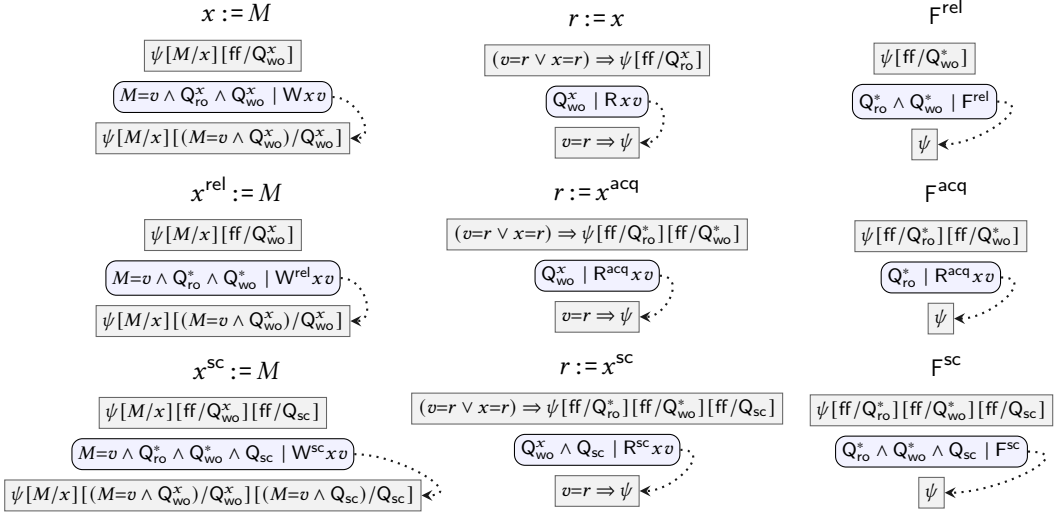 x := M
ψ[M/x][ff/Q^x_wo]
M=v ∧ Q^x_ro ∧ Q^x_wo | W x v
ψ[M/x][(M=v ∧ Q^x_wo)/Q^x_wo]
r := x
(v=r ∨ x=r) ⇒ ψ[ff/Q^x_ro]
Q^x_wo | R x v
v=r ⇒ ψ
F^rel
ψ[ff/Q^*_wo]
Q^*_ro ∧ Q^*_wo | F^rel
ψ
x^rel := M
ψ[M/x][ff/Q^x_wo]
M=v ∧ Q^*_ro ∧ Q^*_wo | W^rel x v
ψ[M/x][(M=v ∧ Q^x_wo)/Q^x_wo]
r := x^acq
(v=r ∨ x=r) ⇒ ψ[ff/Q^*_ro][ff/Q^*_wo]
Q^x_wo | R^acq x v
v=r ⇒ ψ
F^acq
ψ[ff/Q^*_ro][ff/Q^*_wo]
Q^*_ro | R^acq x v
ψ
x^sc := M
ψ[M/x][ff/Q^x_wo][ff/Q_sc]
M=v ∧ Q^*_ro ∧ Q^*_wo ∧ Q_sc | W^sc x v
ψ[M/x][(M=v ∧ Q^x_wo)/Q^x_wo][(M=v ∧ Q_sc)/Q_sc]
r := x^sc
(v=r ∨ x=r) ⇒ ψ[ff/Q^*_ro][ff/Q^*_wo][ff/Q_sc]
Q^x_wo ∧ Q_sc | R^sc x v
v=r ⇒ ψ
F^sc
ψ[ff/Q^*_ro][ff/Q^*_wo][ff/Q_sc]
Q^*_ro ∧ Q^*_wo ∧ Q_sc | F^sc
ψ